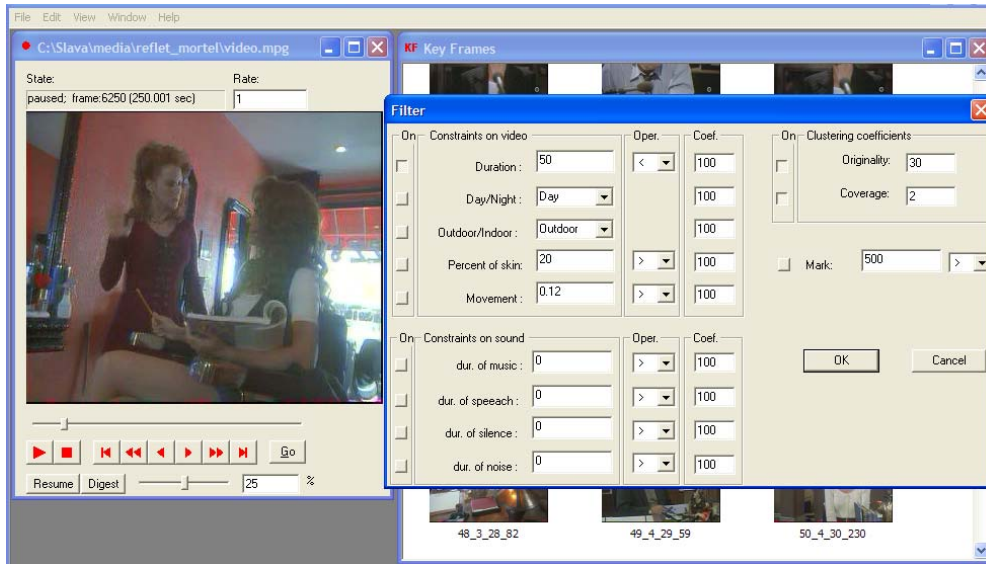 File Edit View Window Help
C:\Slava\media\reflet_mortel\video.mpg
State: Rate:
paused; frame:6250 (250.001 sec) 1
Go
Resume Digest 25 %
KF Key Frames
Filter
On Constraints on video Oper. Coef.
Duration : 50 < 100
Day/Night : Day 100
Outdoor/Indoor : Outdoor 100
Percent of skin: 20 > 100
Movement : 0.12 > 100
On Constraints on sound Oper. Coef.
dur. of music : 0 > 100
dur. of speeach : 0 > 100
dur. of silence : 0 > 100
dur. of noise : 0 > 100
On Clustering coefficients
Originality: 30
Coverage: 2
Mark: 500 >
OK Cancel
48_3_28_82 49_4_29_59 50_4_30_230